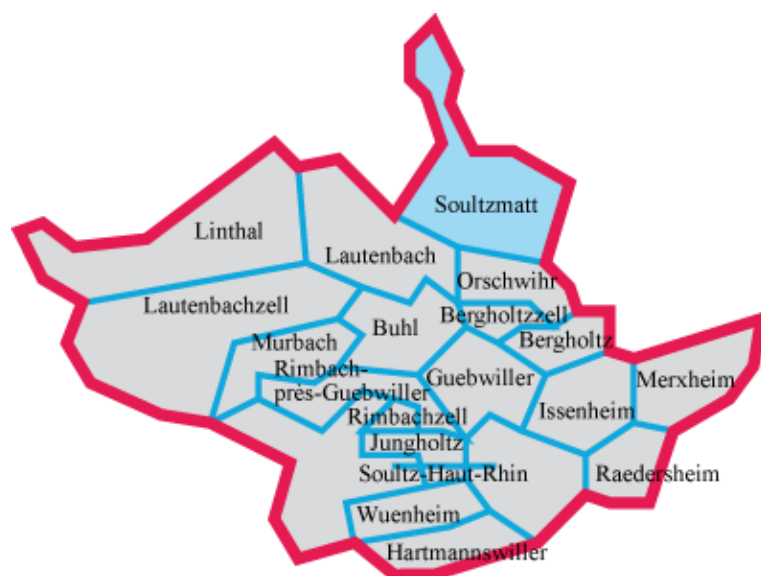 Soultzmatt
Linthal
Lautenbach
Orschwihr
Lautenbachzell
Bergholtzzell
Buhl
Bergholtz
Murbach
Rimbach-
près-Guebwiller
Guebwiller
Merxheim
Issenheim
Rimbachzell
Jungholtz
Soultz-Haut-Rhin
Raedersheim
Wuenheim
Hartmannswiller